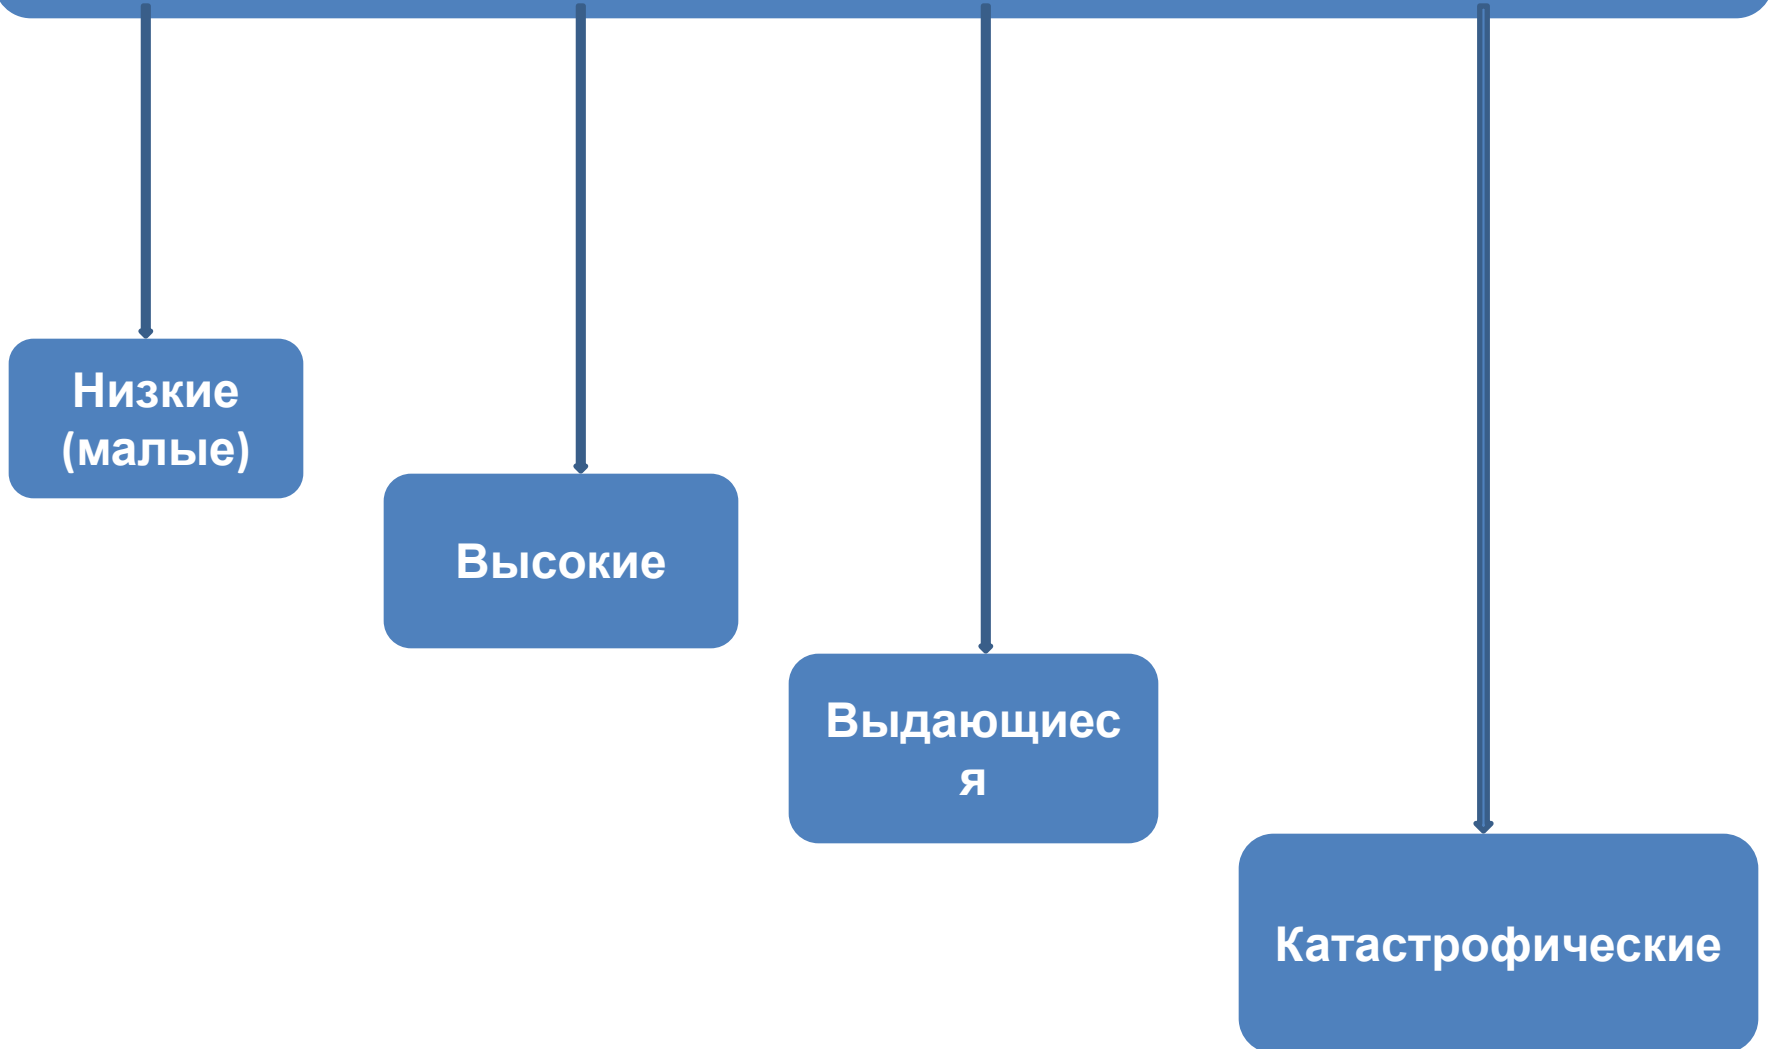 Низкие
(малые)
Высокие
Выдающиес
я
Катастрофические